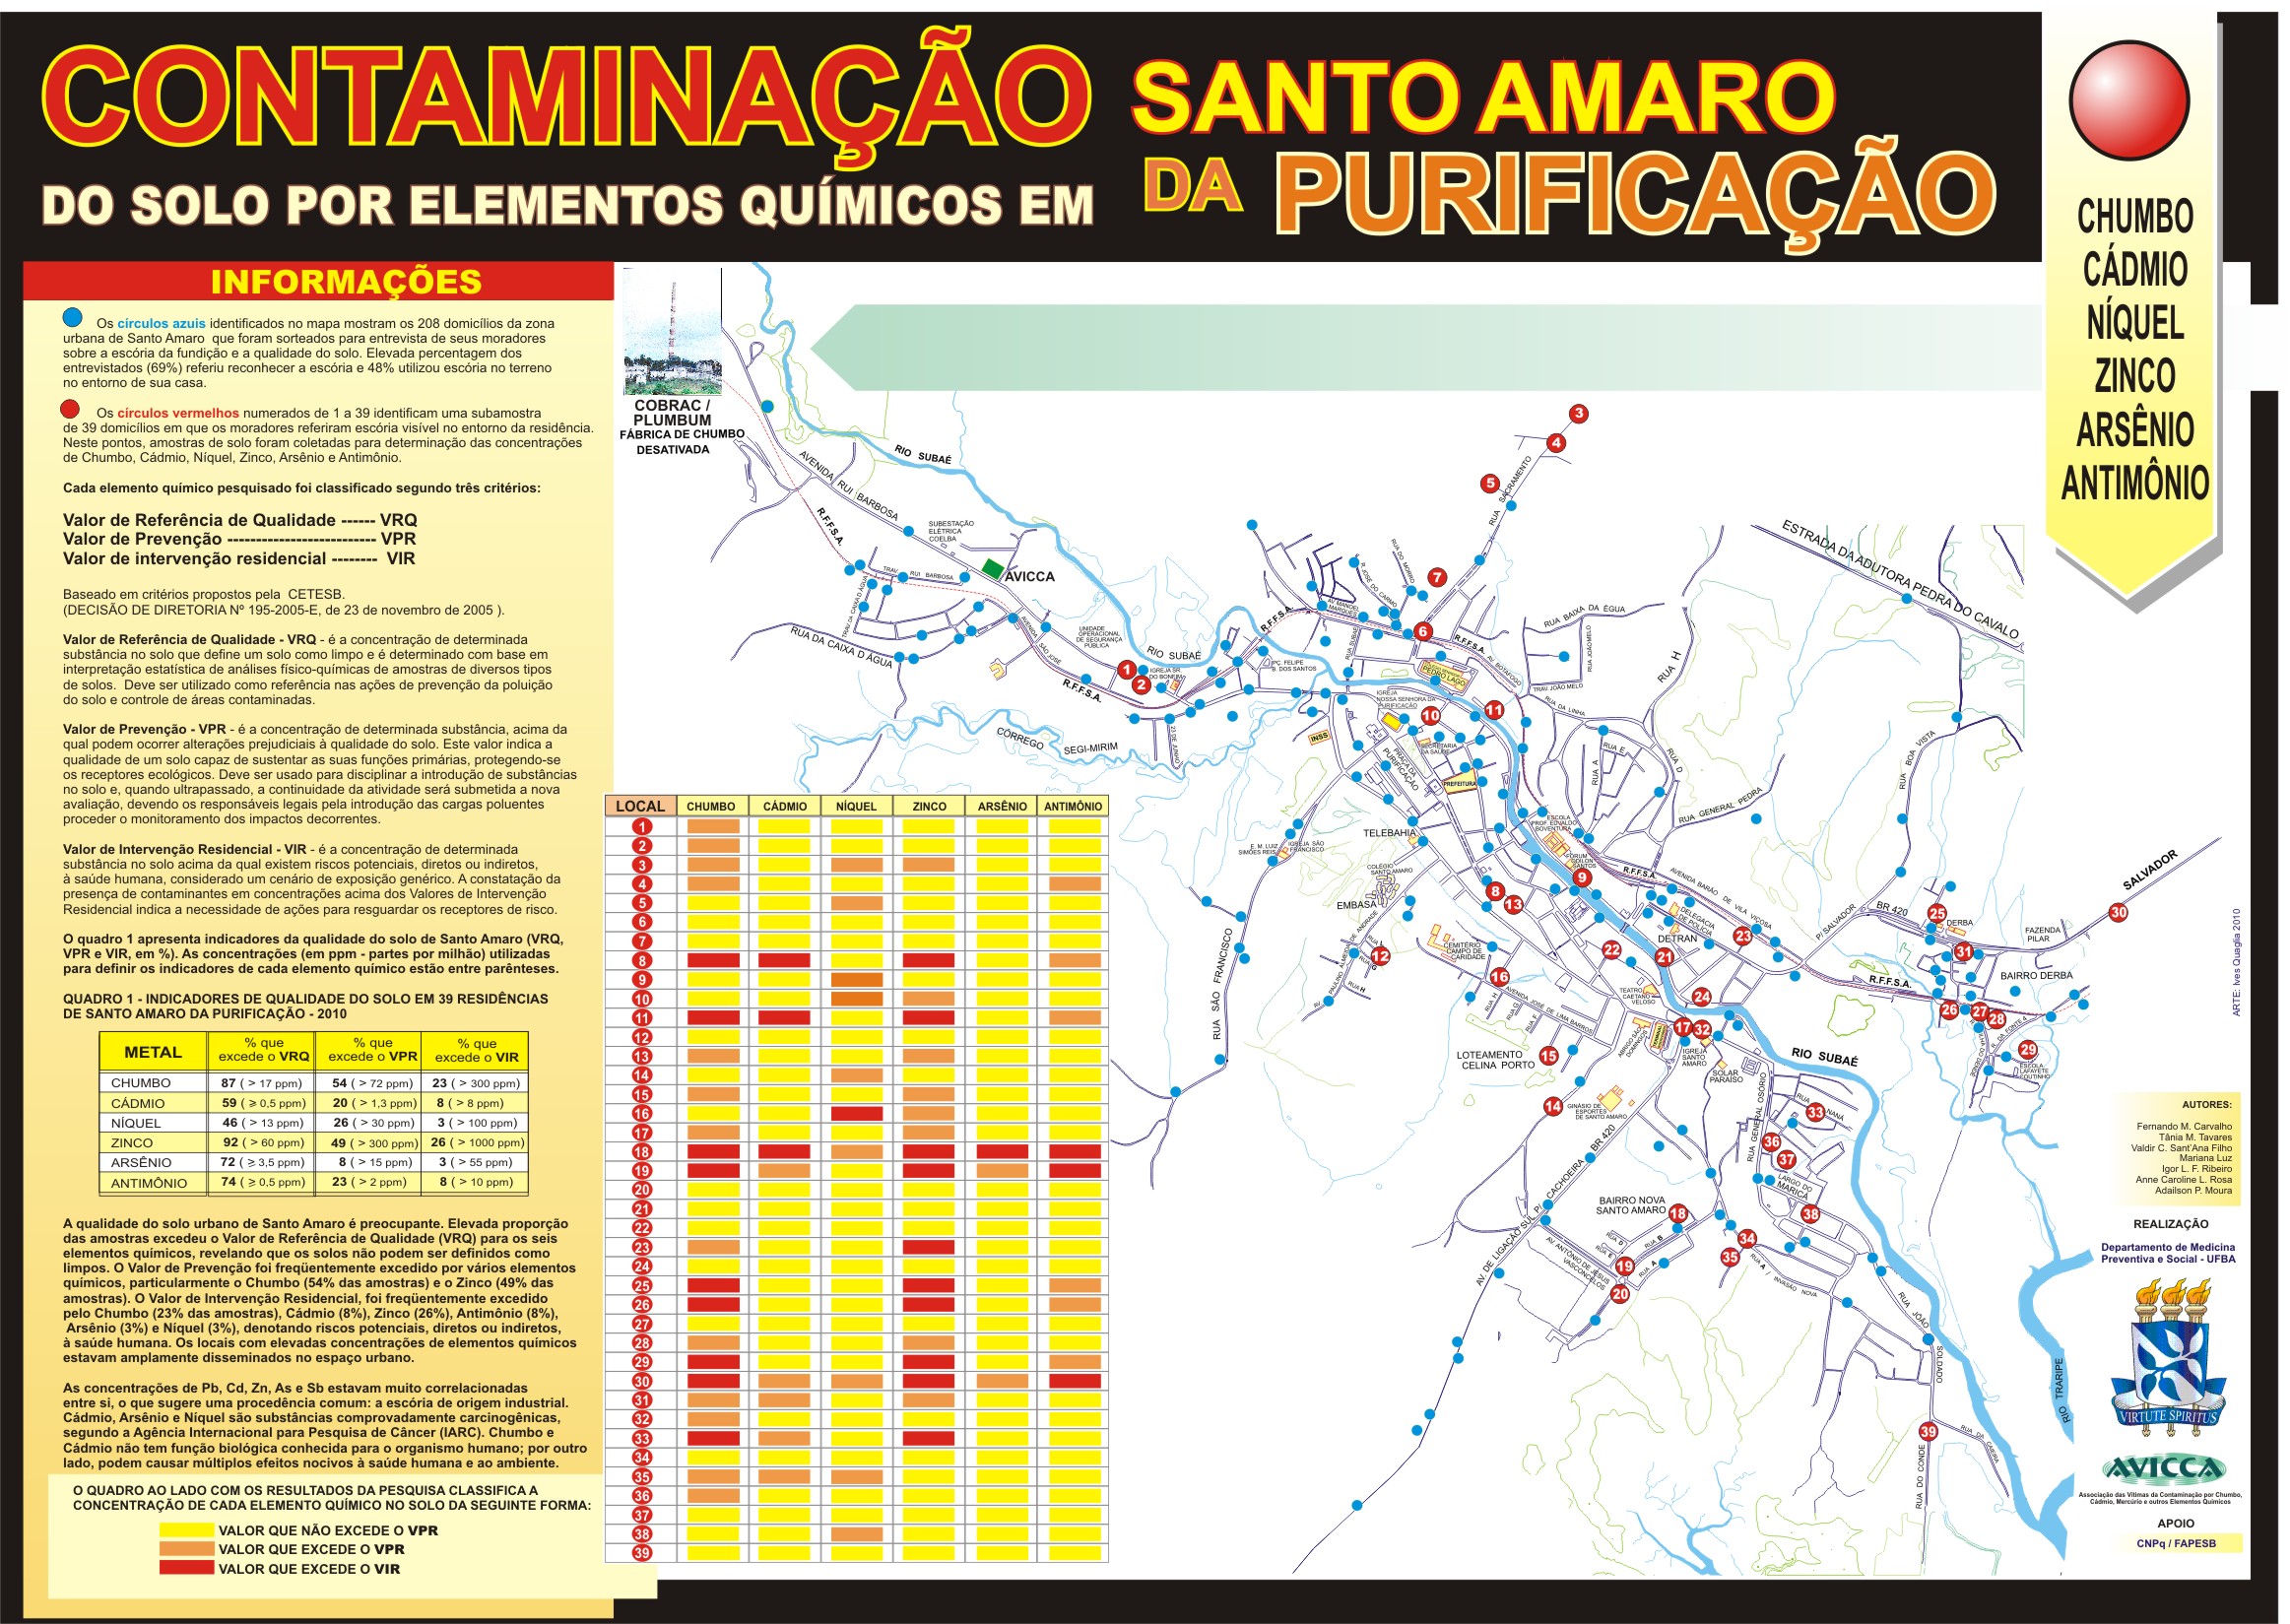 CONTAMINAÇÃO
DO SOLO POR ELEMENTOS QUÍMICOS EM
SANTO AMARO
DA PURIFICAÇÃO
CHUMBO
CÁDMIO
NÍQUEL
ZINCO
ARSÊNIO
ANTIMÔNIO
INFORMAÇÕES
Os círculos azuis identificados no mapa mostram os 208 domicílios da zona
urbana de Santo Amaro que foram sorteados para entrevista de seus moradores
sobre a escória da fundição e a qualidade do solo. Elevada percentagem dos
entrevistados (69%) referiu reconhecer a escória e 48% utilizou escória no terreno
no entorno de sua casa.
Os círculos vermelhos numerados de 1 a 39 identificam uma subamostra
de 39 domicílios em que os moradores referiram escória visível no entorno da residência.
Neste pontos, amostras de solo foram coletadas para determinação das concentrações
de Chumbo, Cádmio, Níquel, Zinco, Arsênio e Antimônio.
Cada elemento químico pesquisado foi classificado segundo três critérios:
Valor de Referência de Qualidade ------ VRQ
Valor de Prevenção -------------------------- VPR
Valor de intervenção residencial -------- VIR
Baseado em critérios propostos pela CETESB.
(DECISÃO DE DIRETORIA Nº 195-2005-E, de 23 de novembro de 2005 ).
Valor de Referência de Qualidade - VRQ - é a concentração de determinada
substância no solo que define um solo como limpo e é determinado com base em
interpretação estatística de análises físico-químicas de amostras de diversos tipos
de solos. Deve ser utilizado como referência nas ações de prevenção da poluição
do solo e controle de áreas contaminadas.
Valor de Prevenção - VPR - é a concentração de determinada substância, acima da
qual podem ocorrer alterações prejudiciais à qualidade do solo. Este valor indica a
qualidade de um solo capaz de sustentar as suas funções primárias, protegendo-se
os receptores ecológicos. Deve ser usado para disciplinar a introdução de substâncias
no solo e, quando ultrapassado, a continuidade da atividade será submetida a nova
avaliação, devendo os responsáveis legais pela introdução das cargas poluentes
proceder o monitoramento dos impactos decorrentes.
Valor de Intervenção Residencial - VIR - é a concentração de determinada
substância no solo acima da qual existem riscos potenciais, diretos ou indiretos,
à saúde humana, considerado um cenário de exposição genérico. A constatação da
presença de contaminantes em concentrações acima dos Valores de Intervenção
Residencial indica a necessidade de ações para resguardar os receptores de risco.
O quadro 1 apresenta indicadores da qualidade do solo de Santo Amaro (VRQ,
VPR e VIR, em %). As concentrações (em ppm - partes por milhão) utilizadas
para definir os indicadores de cada elemento químico estão entre parênteses.
QUADRO 1 - INDICADORES DE QUALIDADE DO SOLO EM 39 RESIDÊNCIAS
DE SANTO AMARO DA PURIFICAÇÃO - 2010
METAL % que excede o VRQ % que excede o VPR % que excede o VIR
CHUMBO 87 ( > 17 ppm) 54 ( > 72 ppm) 23 ( > 300 ppm)
CÁDMIO 59 ( ≥ 0,5 ppm) 20 ( > 1,3 ppm) 8 ( > 8 ppm)
NÍQUEL 46 ( > 13 ppm) 26 ( > 30 ppm) 3 ( > 100 ppm)
ZINCO 92 ( > 60 ppm) 49 ( > 300 ppm) 26 ( > 1000 ppm)
ARSÊNIO 72 ( ≥ 3,5 ppm) 8 ( > 15 ppm) 3 ( > 55 ppm)
ANTIMÔNIO 74 ( ≥ 0,5 ppm) 23 ( > 2 ppm) 8 ( > 10 ppm)
A qualidade do solo urbano de Santo Amaro é preocupante. Elevada proporção
das amostras excedeu o Valor de Referência de Qualidade (VRQ) para os seis
elementos químicos, revelando que os solos não podem ser definidos como
limpos. O Valor de Prevenção foi freqüentemente excedido por vários elementos
químicos, particularmente o Chumbo (54% das amostras) e o Zinco (49% das
amostras). O Valor de Intervenção Residencial, foi freqüentemente excedido
pelo Chumbo (23% das amostras), Cádmio (8%), Zinco (26%), Antimônio (8%),
Arsênio (3%) e Níquel (3%), denotando riscos potenciais, diretos ou indiretos,
à saúde humana. Os locais com elevadas concentrações de elementos químicos
estavam amplamente disseminados no espaço urbano.
As concentrações de Pb, Cd, Zn, As e Sb estavam muito correlacionadas
entre si, o que sugere uma procedência comum: a escória de origem industrial.
Cádmio, Arsênio e Níquel são substâncias comprovadamente carcinogênicas,
segundo a Agência Internacional para Pesquisa de Câncer (IARC). Chumbo e
Cádmio não tem função biológica conhecida para o organismo humano; por outro
lado, podem causar múltiplos efeitos nocivos à saúde humana e ao ambiente.
O QUADRO AO LADO COM OS RESULTADOS DA PESQUISA CLASSIFICA A
CONCENTRAÇÃO DE CADA ELEMENTO QUÍMICO NO SOLO DA SEGUINTE FORMA:
VALOR QUE NÃO EXCEDE O VPR
VALOR QUE EXCEDE O VPR
VALOR QUE EXCEDE O VIR
LOCAL CHUMBO CÁDMIO NÍQUEL ZINCO ARSÊNIO ANTIMÔNIO
1
2
3
4
5
6
7
8
9
10
11
12
13
14
15
16
17
18
19
20
21
22
23
24
25
26
27
28
29
30
31
32
33
34
35
36
37
38
39
COBRAC /
PLUMBUM
FÁBRICA DE CHUMBO
DESATIVADA
RIO SUBAÉ
AVENIDA RUI BARBOSA
R.F.F.S.A.
SUBESTAÇÃO
ELÉTRICA
COELBA
AVICCA
TRAV. RUI BARBOSA
RUA DA CAIXA D ÁGUA
AVENIDA SÃO JOSÉ
UNIDADE
OPERACIONAL
DE SEGURANÇA
PÚBLICA
RIO SUBAÉ
IGREJA SR.
DO BONFIM
R.F.F.S.A.
CÓRREGO SEGI-MIRIM
23 DE JUNHO
PC. FELIPE
B. DOS SANTOS
R.F.F.S.A.
AV MANOEL
MARQUES
R. JOSÉ DO CARMO
RUA DO MORRO
RUA SACRAMENTO
RUA SUBAÉ
R.F.F.S.A.
AV. BOTAFOGO
PEDRO LAGO
RUA BAIXA DA ÉGUA
RUA JOÃO MELO
TRAV. JOÃO MELO
RUA DA LINHA
RUA H
ESTRADA DA ADUTORA PEDRA DO CAVALO
IGREJA
NOSSA SENHORA DA
PURIFICAÇÃO
INSS
PRAÇA DA
PURIFICAÇÃO
SECRETARIA
DA SAÚDE
PREFEITURA
RUA A
RUA E
RUA D
RUA GENERAL PEDRA
RUA BOA VISTA
TELEBAHIA
E. M. LUIZ
SIMÕES REIS
IGREJA SÃO
FRANCISCO
COLÉGIO
SANTO AMARO
EMBASA
ESCOLA
PROF. EDVALDO
BOVENTURA
FORUM
ODILON
SANTOS
R.F.F.S.A.
AVENIDA BARÃO DE VILA VIÇOSA
DELEGACIA
DE POLÍCIA
DETRAN
P/ SALVADOR
BR 420
SALVADOR
DERBA
FAZENDA
PILAR
BAIRRO DERBA
R.F.F.S.A.
CEMITÉRIO
CAMPO DE
CARIDADE
RUA SÃO FRANCISCO
RUA G
RUA H
AVENIDA JOSÉ DE LIMA BARROS
TEATRO
CAETANO
VELOSO
ABRIGO SÃO
DOMINGOS
TERMINAL
IGREJA
SANTO
AMARO
SOLAR
PARAÍSO
LOTEAMENTO
CELINA PORTO
GINÁSIO DE
ESPORTES
DE SANTO AMARO
RIO SUBAÉ
R. DA FONTE
ESCOLA
LAFAYETE
COUTINHO
RUA GENERAL OSÓRIO
RUA NANÁ
LARGO DO
MARICÁ
BAIRRO NOVA
SANTO AMARO
AV. DE LIGAÇÃO SUL P/ CACHOEIRA BR 420
AV. ANTÔNIO DE JESUS
VASCONCELOS
RUA B
RUA A
RUA A / INVASÃO NOVA
RUA JOÃO SOLDADO
RUA DO CONDE
RUA DA CAEIRA
RIO TRARIPE
ARTE: Ives Quaglia 2010
AUTORES:
Fernando M. Carvalho
Tânia M. Tavares
Valdir C. Sant'Ana Filho
Mariana Luz
Igor L. F. Ribeiro
Anne Caroline L. Rosa
Adailson P. Moura
REALIZAÇÃO
Departamento de Medicina
Preventiva e Social - UFBA
VIRTUTE SPIRITUS
AVICCA
Associação das Vítimas da Contaminação por Chumbo,
Cádmio, Mercúrio e outros Elementos Químicos
APOIO
CNPq / FAPESB